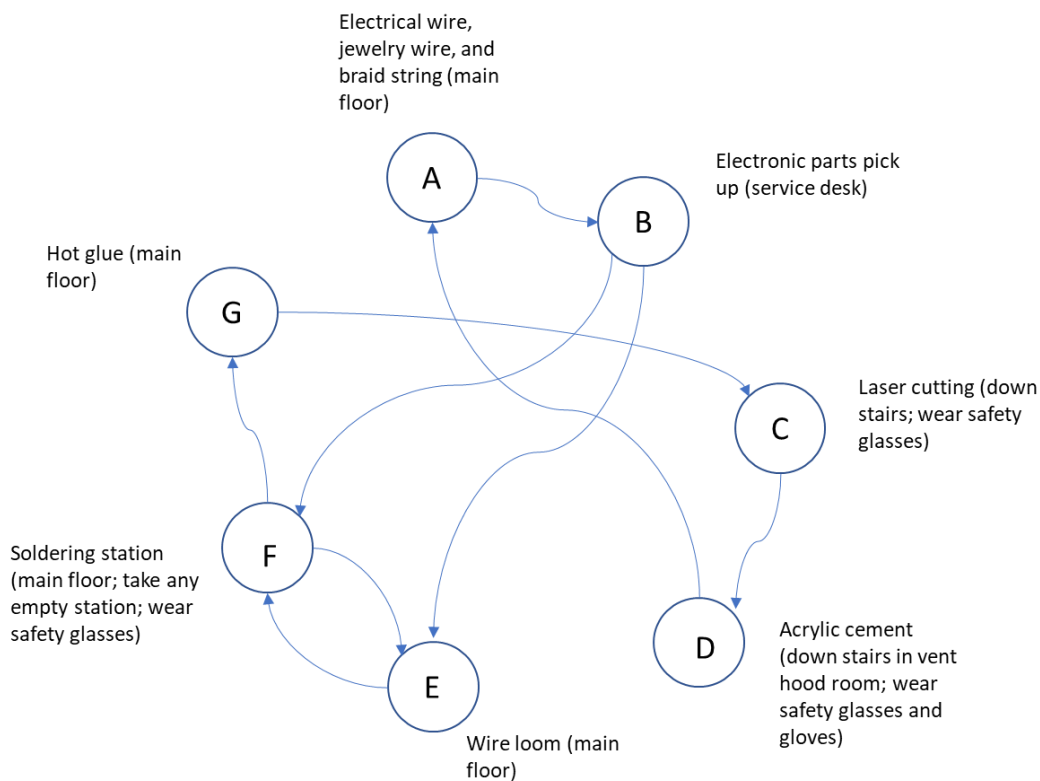 Electrical wire,
jewelry wire, and
braid string (main
floor)
A
Electronic parts pick
up (service desk)
B
Hot glue (main
floor)
G
Laser cutting (down
stairs; wear safety
glasses)
C
Soldering station
(main floor; take any
empty station; wear
safety glasses)
F
Acrylic cement
(down stairs in vent
hood room; wear
safety glasses and
gloves)
D
E
Wire loom (main
floor)